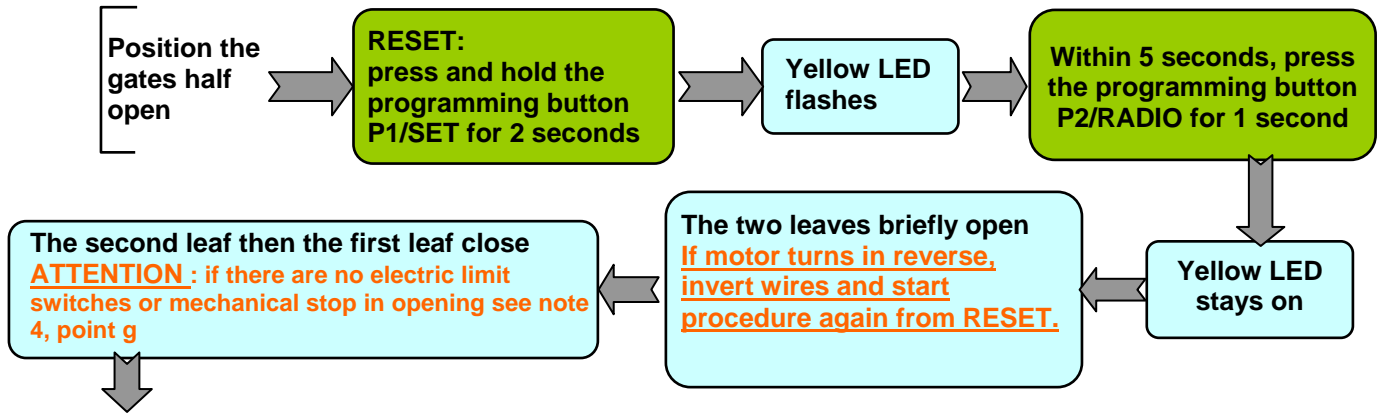 Position the
gates half
open
RESET:
press and hold the
programming button
P1/SET for 2 seconds
Yellow LED
flashes
Within 5 seconds, press
the programming button
P2/RADIO for 1 second
Yellow LED
stays on
The two leaves briefly open
If motor turns in reverse,
invert wires and start
procedure again from RESET.
The second leaf then the first leaf close
ATTENTION : if there are no electric limit
switches or mechanical stop in opening see note
4, point g